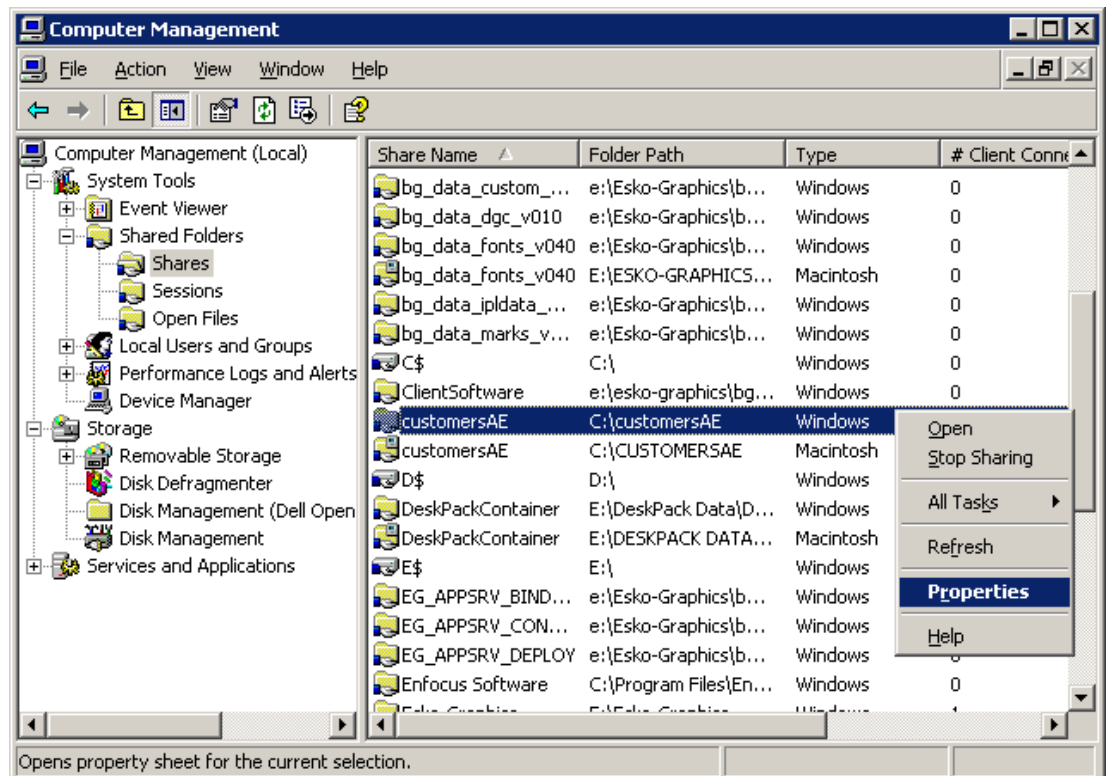 Computer Management
File Action View Window Help
Computer Management (Local)
System Tools
Event Viewer
Shared Folders
Shares
Sessions
Open Files
Local Users and Groups
Performance Logs and Alerts
Device Manager
Storage
Removable Storage
Disk Defragmenter
Disk Management (Dell Open
Disk Management
Services and Applications
Share Name Folder Path Type # Client Conne
bg_data_custom_... e:\Esko-Graphics\b... Windows 0
bg_data_dgc_v010 e:\Esko-Graphics\b... Windows 0
bg_data_fonts_v040 e:\Esko-Graphics\b... Windows 0
bg_data_fonts_v040 E:\ESKO-GRAPHICS... Macintosh 0
bg_data_ipldata_... e:\Esko-Graphics\b... Windows 0
bg_data_marks_v... e:\Esko-Graphics\b... Windows 0
C$ C:\ Windows 0
ClientSoftware e:\esko-graphics\bg... Windows 0
customersAE C:\customersAE Windows
customersAE C:\CUSTOMERSAE Macintosh
D$ D:\ Windows
DeskPackContainer E:\DeskPack Data\D... Windows
DeskPackContainer E:\DESKPACK DATA... Macintosh
E$ E:\ Windows
EG_APPSRV_BIND... e:\Esko-Graphics\b... Windows
EG_APPSRV_CON... e:\Esko-Graphics\b... Windows
EG_APPSRV_DEPLOY e:\Esko-Graphics\b... Windows 0
Enfocus Software C:\Program Files\En... Windows 0
Open
Stop Sharing
All Tasks
Refresh
Properties
Help
Opens property sheet for the current selection.